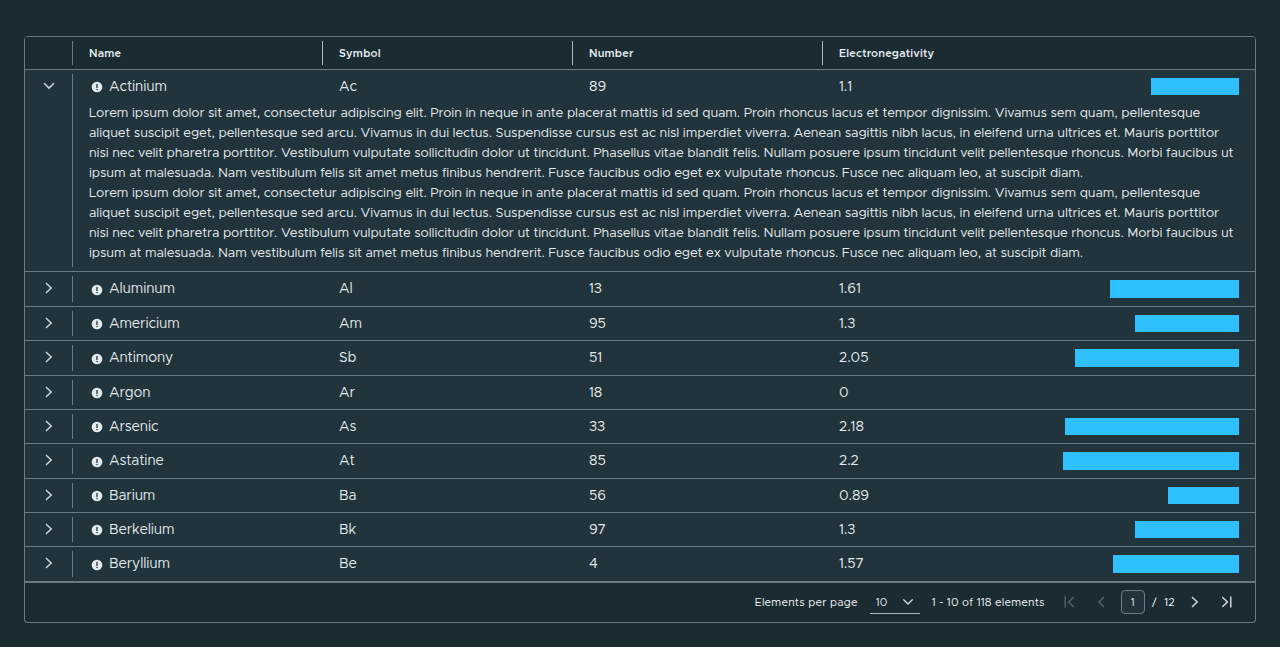 Name Symbol Number Electronegativity
Actinium Ac 89 1.1
Lorem ipsum dolor sit amet, consectetur adipiscing elit. Proin in neque in ante placerat mattis id sed quam. Proin rhoncus lacus et tempor dignissim. Vivamus sem quam, pellentesque
aliquet suscipit eget, pellentesque sed arcu. Vivamus in dui lectus. Suspendisse cursus est ac nisl imperdiet viverra. Aenean sagittis nibh lacus, in eleifend urna ultrices et. Mauris porttitor
nisi nec velit pharetra porttitor. Vestibulum vulputate sollicitudin dolor ut tincidunt. Phasellus vitae blandit felis. Nullam posuere ipsum tincidunt velit pellentesque rhoncus. Morbi faucibus ut
ipsum at malesuada. Nam vestibulum felis sit amet metus finibus hendrerit. Fusce faucibus odio eget ex vulputate rhoncus. Fusce nec aliquam leo, at suscipit diam.
Lorem ipsum dolor sit amet, consectetur adipiscing elit. Proin in neque in ante placerat mattis id sed quam. Proin rhoncus lacus et tempor dignissim. Vivamus sem quam, pellentesque
aliquet suscipit eget, pellentesque sed arcu. Vivamus in dui lectus. Suspendisse cursus est ac nisl imperdiet viverra. Aenean sagittis nibh lacus, in eleifend urna ultrices et. Mauris porttitor
nisi nec velit pharetra porttitor. Vestibulum vulputate sollicitudin dolor ut tincidunt. Phasellus vitae blandit felis. Nullam posuere ipsum tincidunt velit pellentesque rhoncus. Morbi faucibus ut
ipsum at malesuada. Nam vestibulum felis sit amet metus finibus hendrerit. Fusce faucibus odio eget ex vulputate rhoncus. Fusce nec aliquam leo, at suscipit diam.
Aluminum Al 13 1.61
Americium Am 95 1.3
Antimony Sb 51 2.05
Argon Ar 18 0
Arsenic As 33 2.18
Astatine At 85 2.2
Barium Ba 56 0.89
Berkelium Bk 97 1.3
Beryllium Be 4 1.57
Elements per page 10 1 - 10 of 118 elements 1 / 12